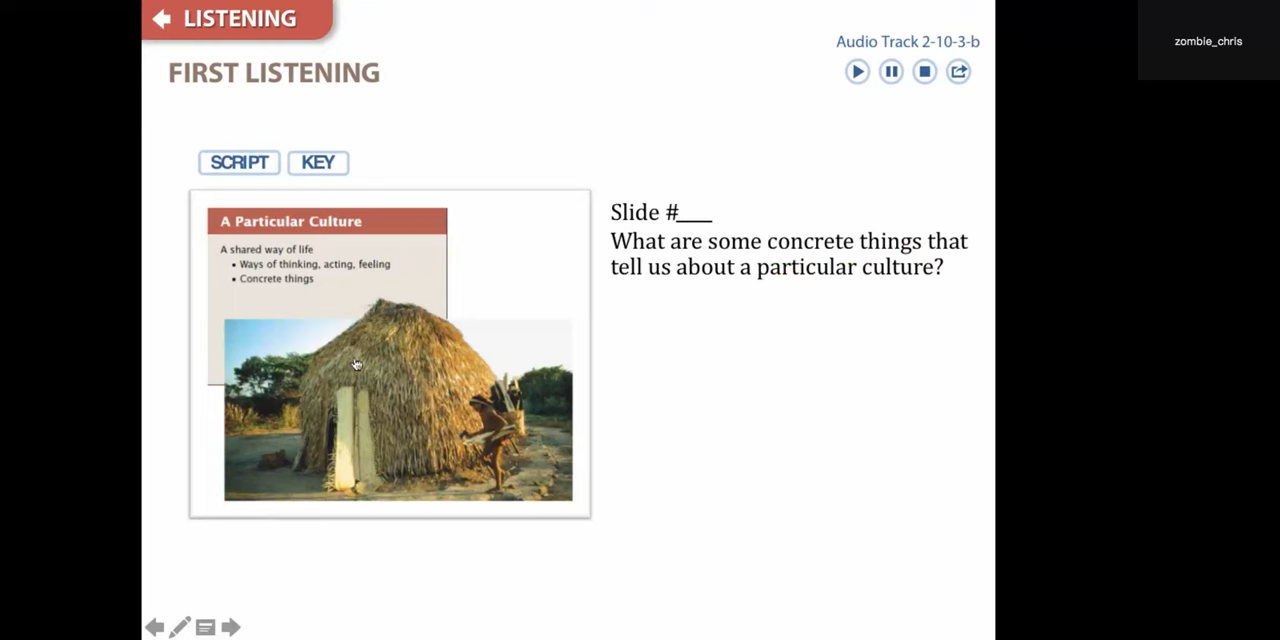 LISTENING
zombie_chris
Audio Track 2-10-3-b
FIRST LISTENING
SCRIPT KEY
A Particular Culture
A shared way of life
• Ways of thinking, acting, feeling
• Concrete things
Slide #___
What are some concrete things that
tell us about a particular culture?